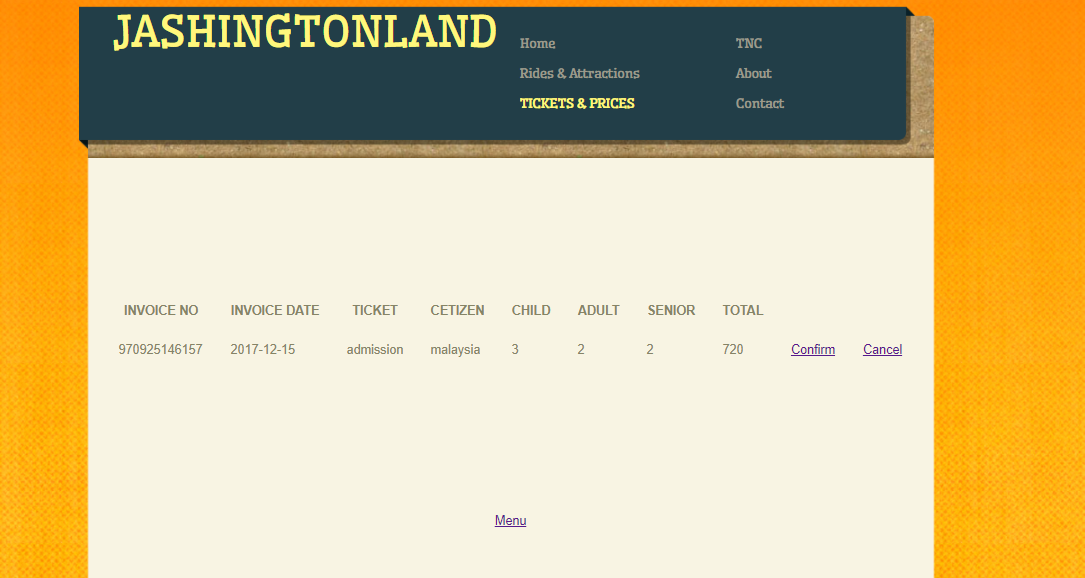 JASHINGTONLAND
Home
TNC
Rides & Attractions
About
TICKETS & PRICES
Contact
INVOICE NO INVOICE DATE TICKET CETIZEN CHILD ADULT SENIOR TOTAL
970925146157 2017-12-15 admission malaysia 3 2 2 720 Confirm Cancel
Menu